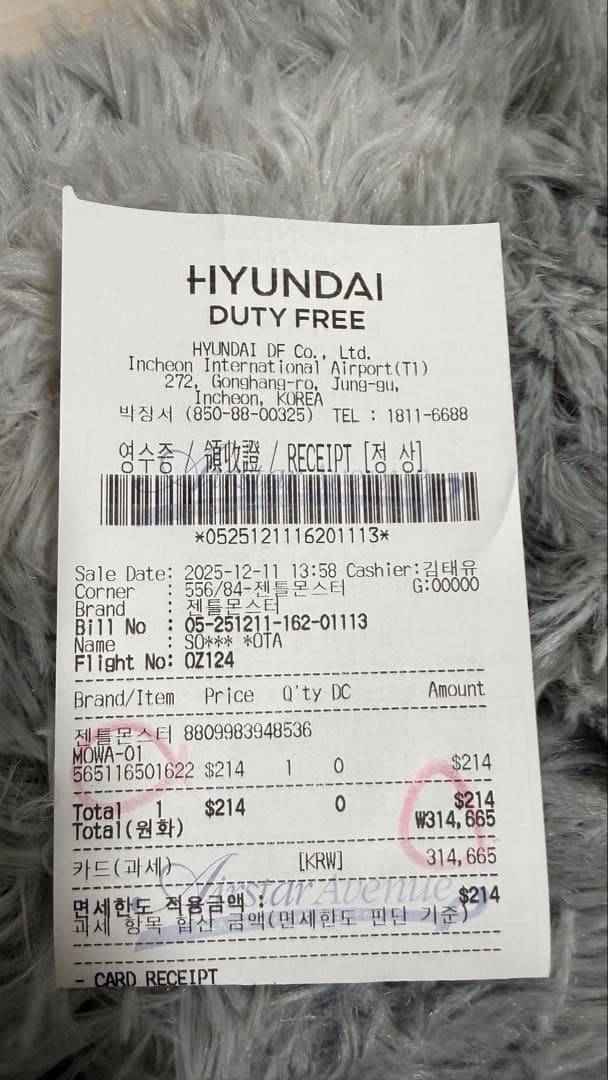 HYUNDAI
DUTY FREE
HYUNDAI DF Co., Ltd.
Incheon International Airport(T1)
272, Gonghang-ro, Jung-gu,
Incheon, KOREA
박장서 (850-88-00325) TEL : 1811-6688
영수증 / 領收證 / RECEIPT [정 상]
*0525121116201113*
Sale Date: 2025-12-11 13:58 Cashier:김태유
Corner : 556/84-젠틀몬스터 G:00000
Brand : 젠틀몬스터
Bill No : 05-251211-162-01113
Name : SO*** *OTA
Flight No: OZ124
Brand/Item Price Q'ty DC Amount
젠틀몬스터 8809983948536
MOWA-01
565116501622 $214 1 0 $214
Total 1 $214 0 $214
Total(원화) ₩314,665
카드(과세) [KRW] 314,665
Airstar Avenue
면세한도 적용금액 : $214
과세 항목 합산 금액(면세한도 판단 기준)
- CARD RECEIPT